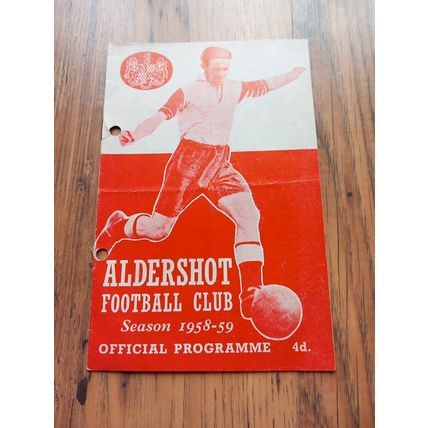 ALDERSHOT
FOOTBALL CLUB
Season 1958-59
OFFICIAL PROGRAMME 4d.